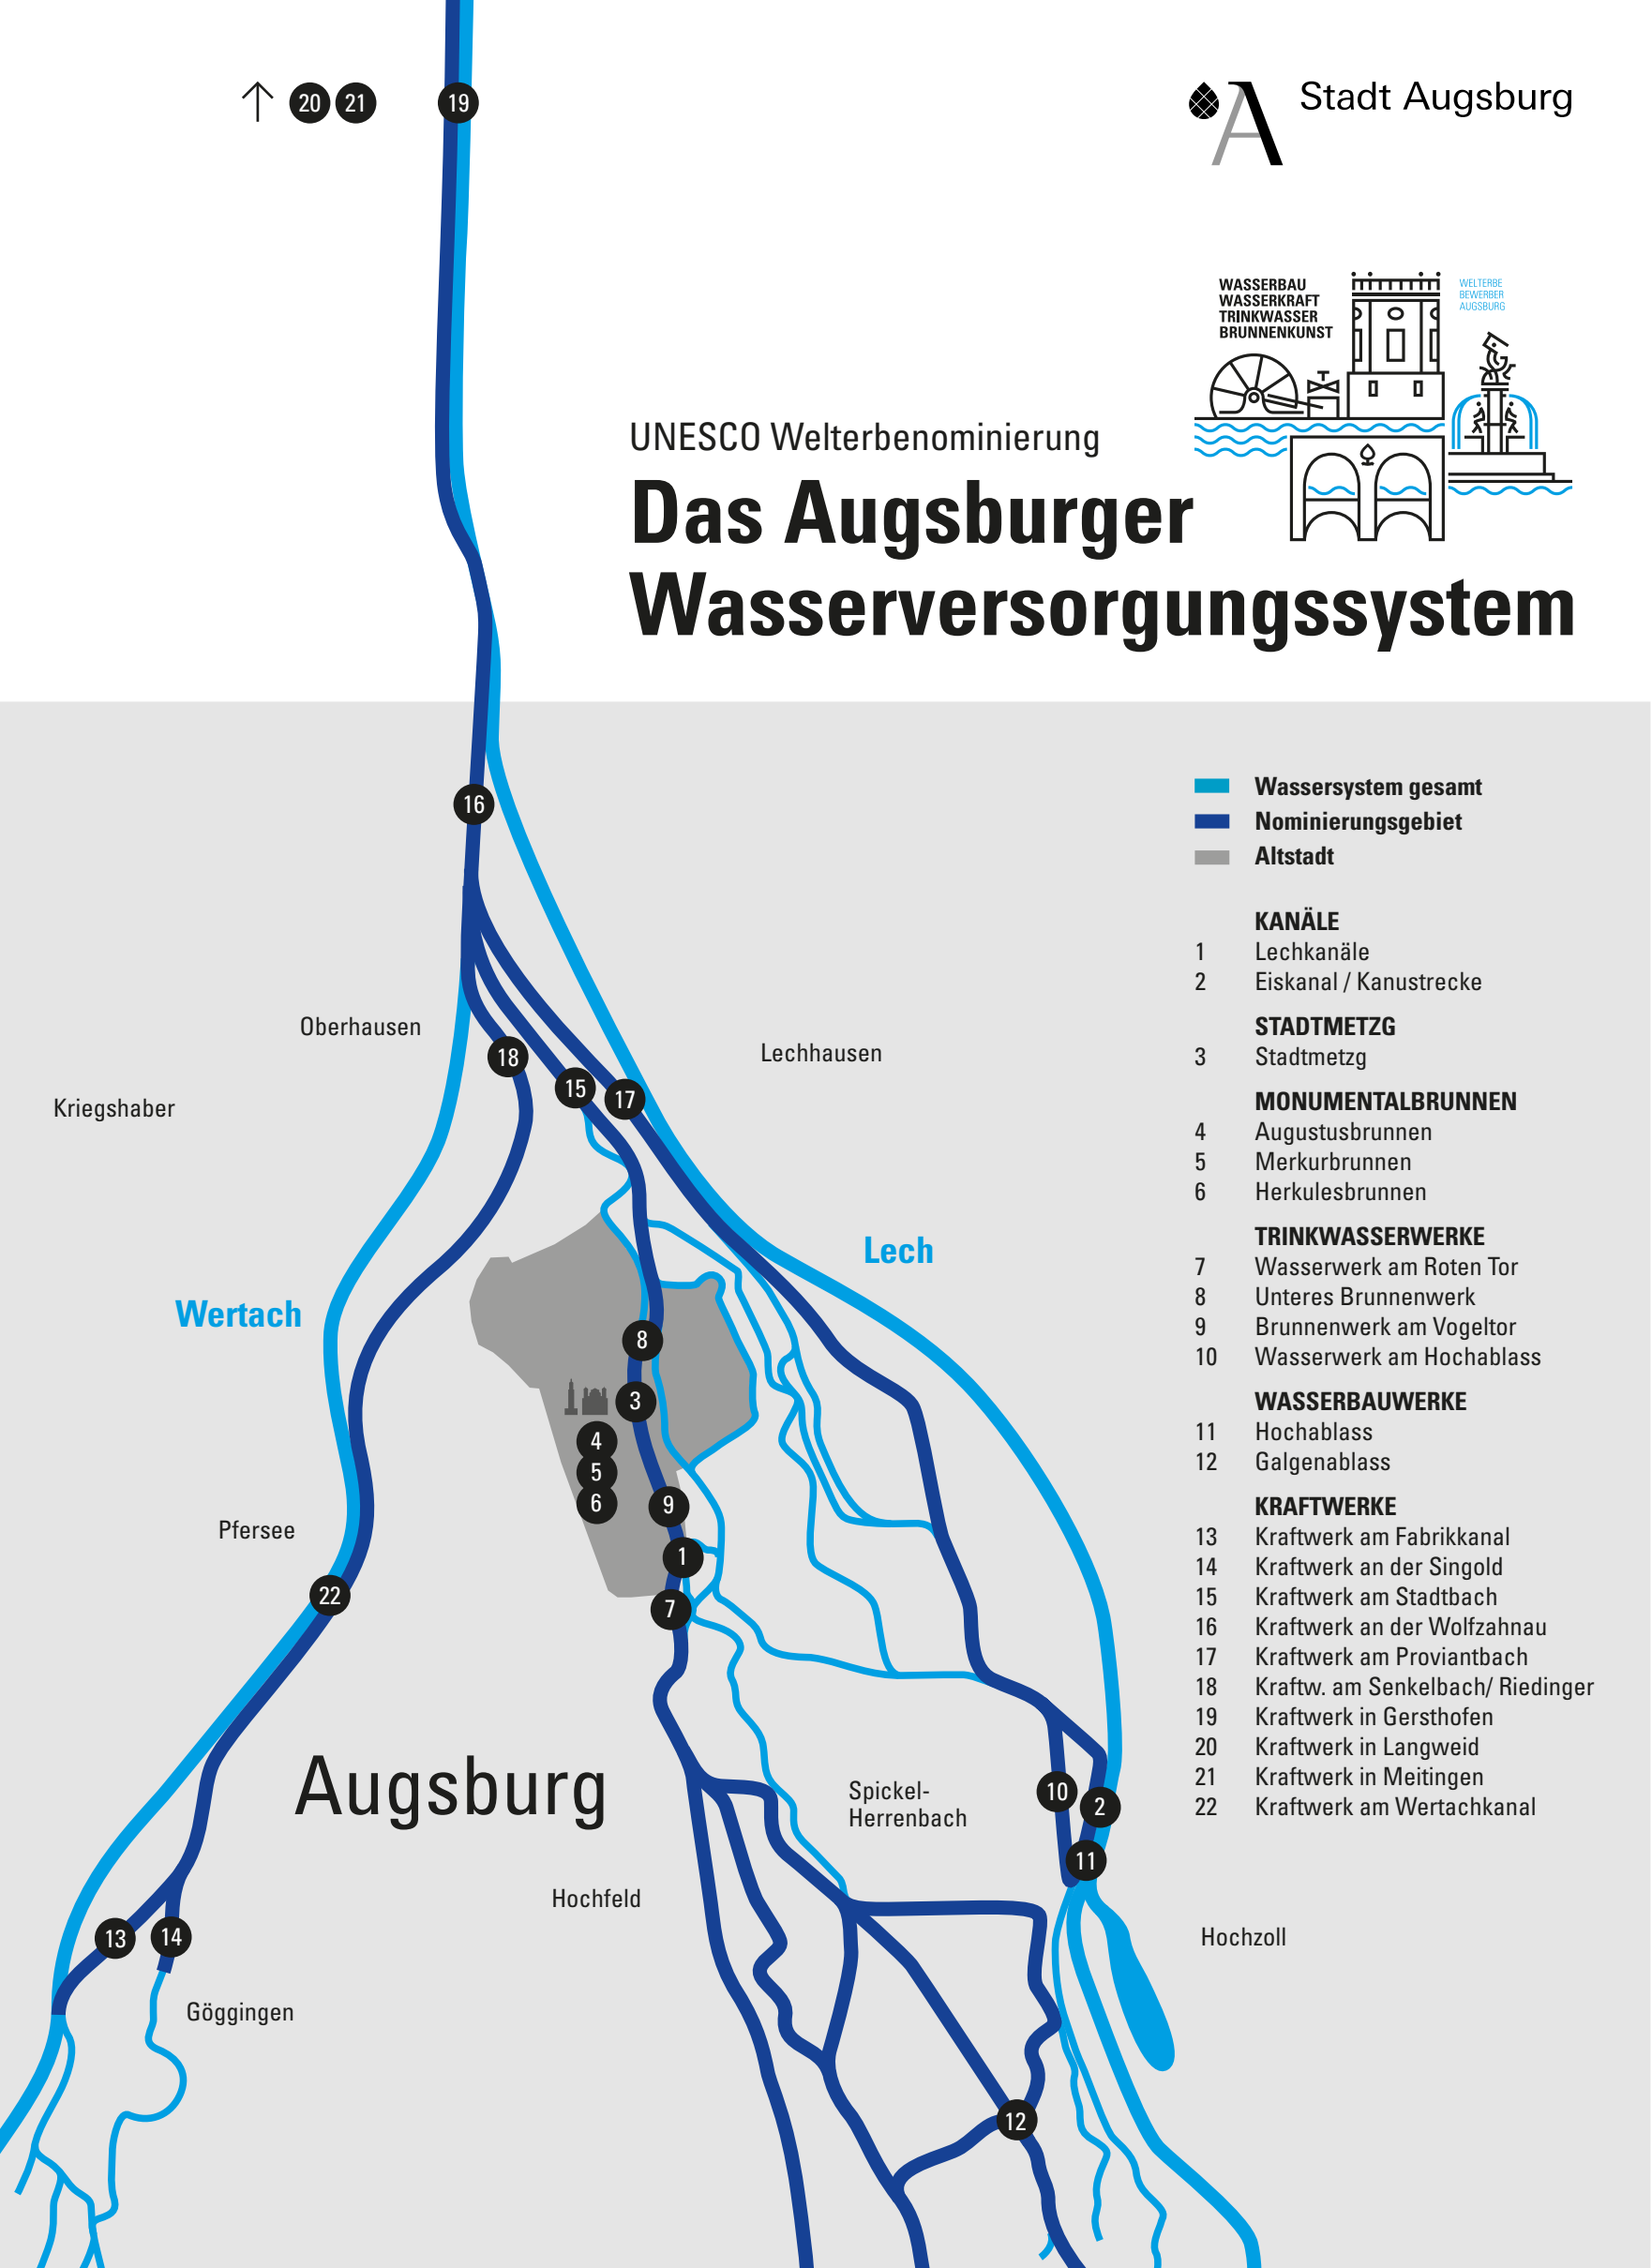 20 21 19
Stadt Augsburg
WASSERBAU
WASSERKRAFT
TRINKWASSER
BRUNNENKUNST
WELTERBE
BEWERBER
AUGSBURG
UNESCO Welterbenominierung
Das Augsburger
Wasserversorgungssystem
Wassersystem gesamt
Nominierungsgebiet
Altstadt
KANÄLE
1 Lechkanäle
2 Eiskanal / Kanustrecke
STADTMETZG
3 Stadtmetzg
MONUMENTALBRUNNEN
4 Augustusbrunnen
5 Merkurbrunnen
6 Herkulesbrunnen
TRINKWASSERWERKE
7 Wasserwerk am Roten Tor
8 Unteres Brunnenwerk
9 Brunnenwerk am Vogeltor
10 Wasserwerk am Hochablass
WASSERBAUWERKE
11 Hochablass
12 Galgenablass
KRAFTWERKE
13 Kraftwerk am Fabrikkanal
14 Kraftwerk an der Singold
15 Kraftwerk am Stadtbach
16 Kraftwerk an der Wolfzahnau
17 Kraftwerk am Proviantbach
18 Kraftw. am Senkelbach/ Riedinger
19 Kraftwerk in Gersthofen
20 Kraftwerk in Langweid
21 Kraftwerk in Meitingen
22 Kraftwerk am Wertachkanal
16
Oberhausen
Lechhausen
18
15
17
Kriegshaber
Lech
Wertach
8
3
4
5
6
9
Pfersee
1
22
7
Augsburg
Spickel-
Herrenbach
10
2
11
Hochfeld
13
14
Hochzoll
Göggingen
12